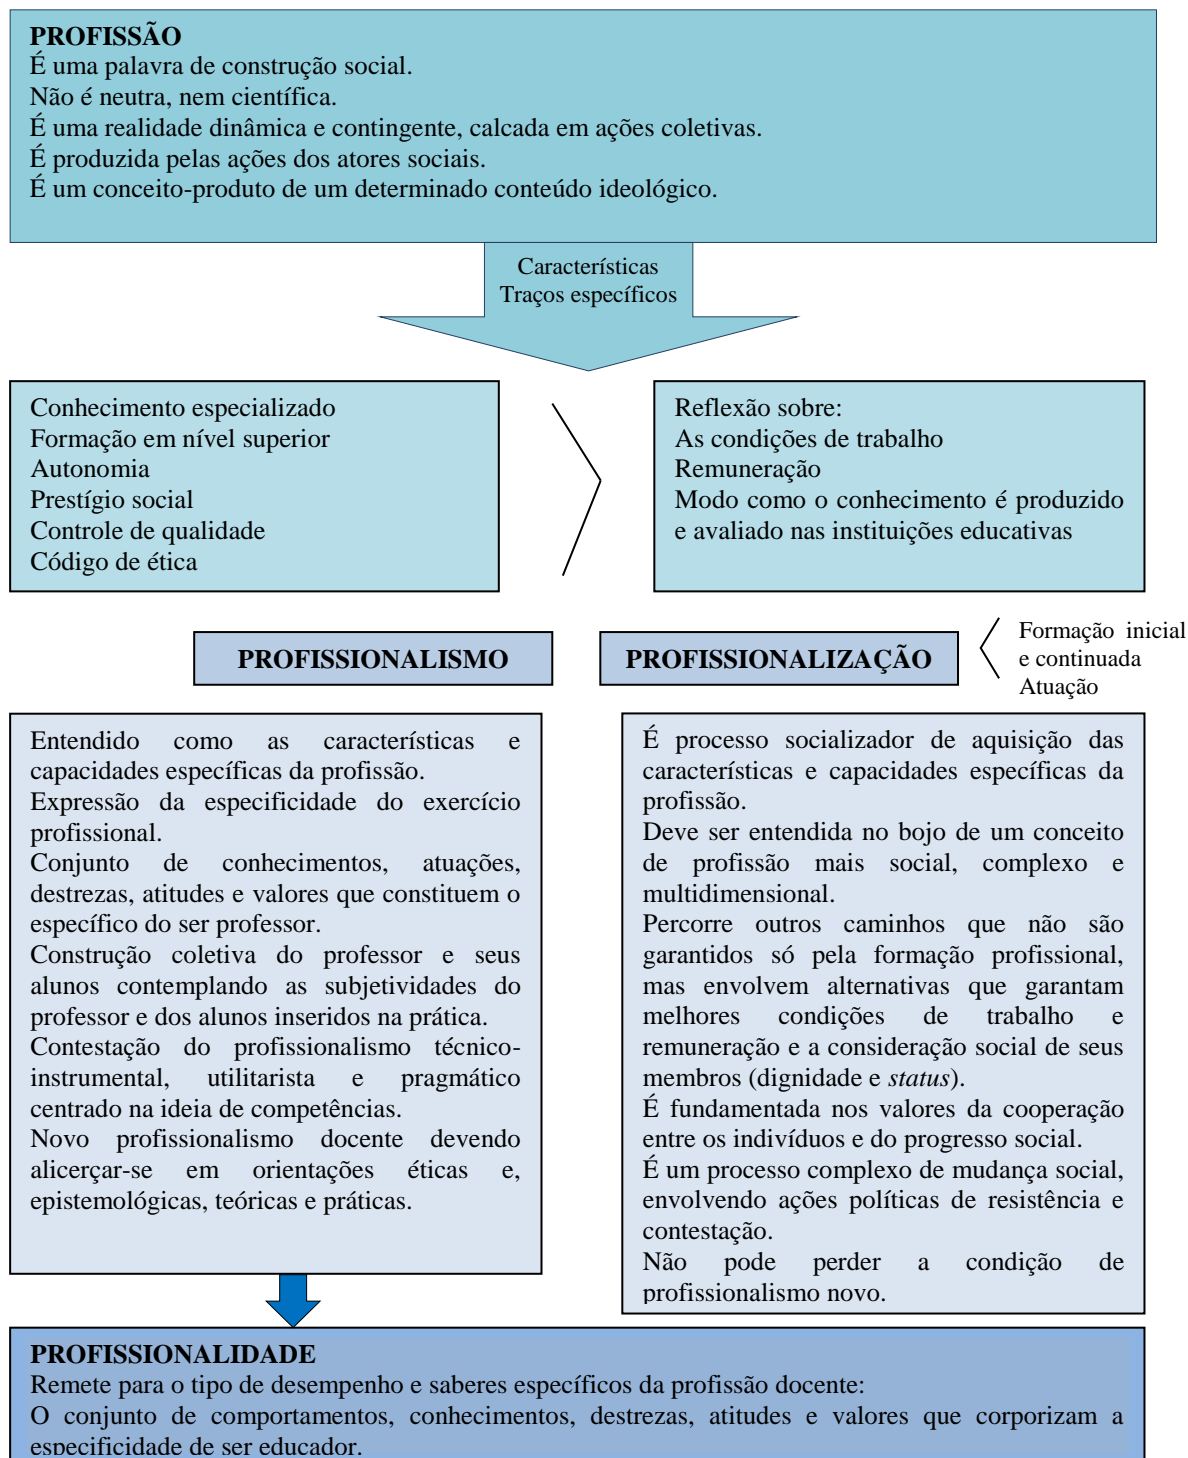 PROFISSÃO
É uma palavra de construção social.
Não é neutra, nem científica.
É uma realidade dinâmica e contingente, calcada em ações coletivas.
É produzida pelas ações dos atores sociais.
É um conceito-produto de um determinado conteúdo ideológico.
Características
Traços específicos
Conhecimento especializado
Formação em nível superior
Autonomia
Prestígio social
Controle de qualidade
Código de ética
Reflexão sobre:
As condições de trabalho
Remuneração
Modo como o conhecimento é produzido
e avaliado nas instituições educativas
PROFISSIONALISMO
PROFISSIONALIZAÇÃO
Formação inicial
e continuada
Atuação
Entendido como as características e
capacidades específicas da profissão.
Expressão da especificidade do exercício
profissional.
Conjunto de conhecimentos, atuações,
destrezas, atitudes e valores que constituem o
específico do ser professor.
Construção coletiva do professor e seus
alunos contemplando as subjetividades do
professor e dos alunos inseridos na prática.
Contestação do profissionalismo técnico-
instrumental, utilitarista e pragmático
centrado na ideia de competências.
Novo profissionalismo docente devendo
alicerçar-se em orientações éticas e,
epistemológicas, teóricas e práticas.
É processo socializador de aquisição das
características e capacidades específicas da
profissão.
Deve ser entendida no bojo de um conceito
de profissão mais social, complexo e
multidimensional.
Percorre outros caminhos que não são
garantidos só pela formação profissional,
mas envolvem alternativas que garantam
melhores condições de trabalho e
remuneração e a consideração social de seus
membros (dignidade e status).
É fundamentada nos valores da cooperação
entre os indivíduos e do progresso social.
É um processo complexo de mudança social,
envolvendo ações políticas de resistência e
contestação.
Não pode perder a condição de
profissionalismo novo.
PROFISSIONALIDADE
Remete para o tipo de desempenho e saberes específicos da profissão docente:
O conjunto de comportamentos, conhecimentos, destrezas, atitudes e valores que corporizam a
especificidade de ser educador.